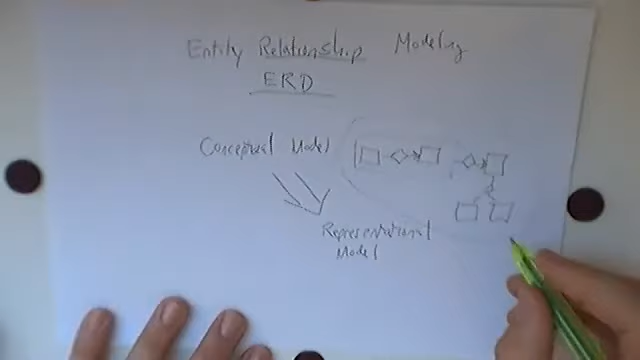 Entity Relationship Modeling
ERD
Conceptual Model
Representational
Model